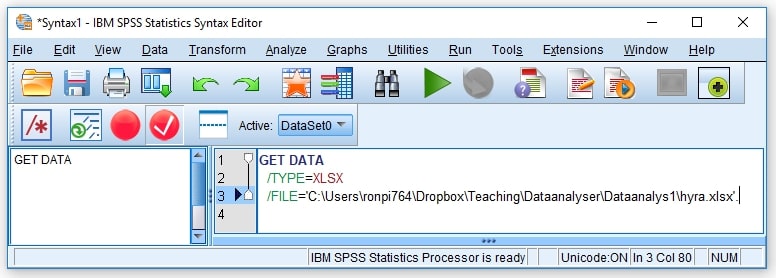 *Syntax1 - IBM SPSS Statistics Syntax Editor
File Edit View Data Transform Analyze Graphs Utilities Run Tools Extensions Window Help
Active: DataSet0
GET DATA
1 GET DATA
2 /TYPE=XLSX
3 /FILE='C:\Users\ronpi764\Dropbox\Teaching\Dataanalyser\Dataanalys1\hyra.xlsx'.
4
IBM SPSS Statistics Processor is ready Unicode:ON In 3 Col 80 NUM